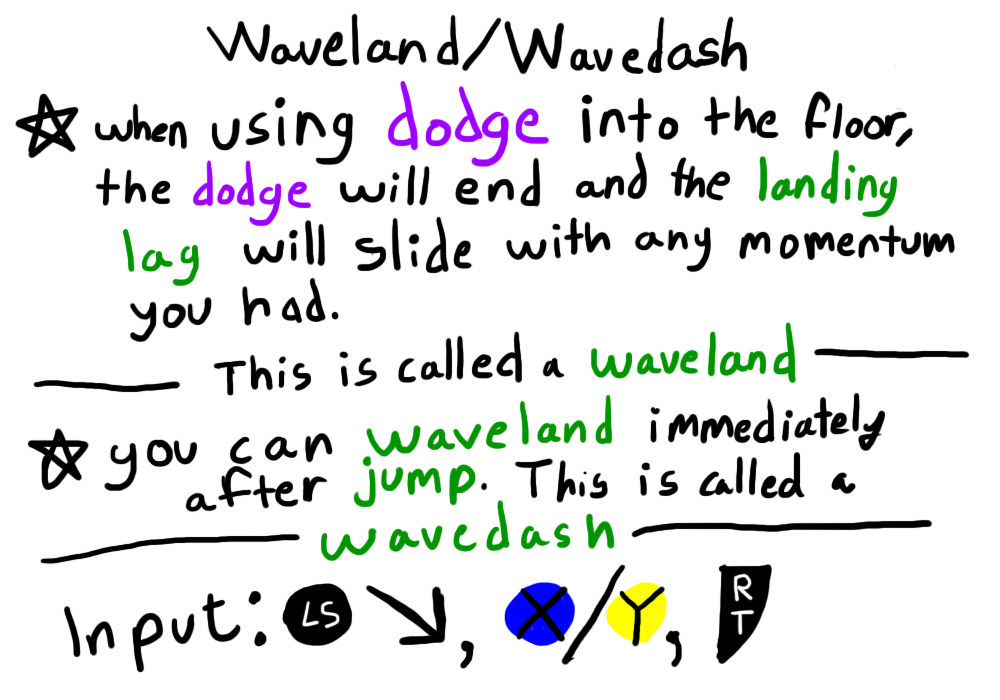 Waveland/Wavedash
when using dodge into the floor,
the dodge will end and the landing
lag will slide with any momentum
you had.
This is called a waveland
you can waveland immediately
after jump. This is called a
wavedash
Input: LS ↘, X/Y, RT